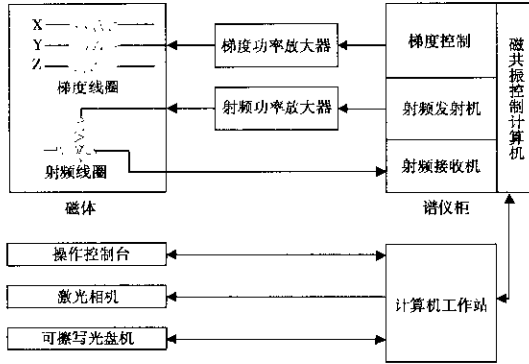 X
Y
Z
梯度线圈
射频线圈
磁体
梯度功率放大器
射频功率放大器
梯度控制
射频发射机
射频接收机
磁共振控制计算机
谱仪柜
操作控制台
激光相机
可擦写光盘机
计算机工作站